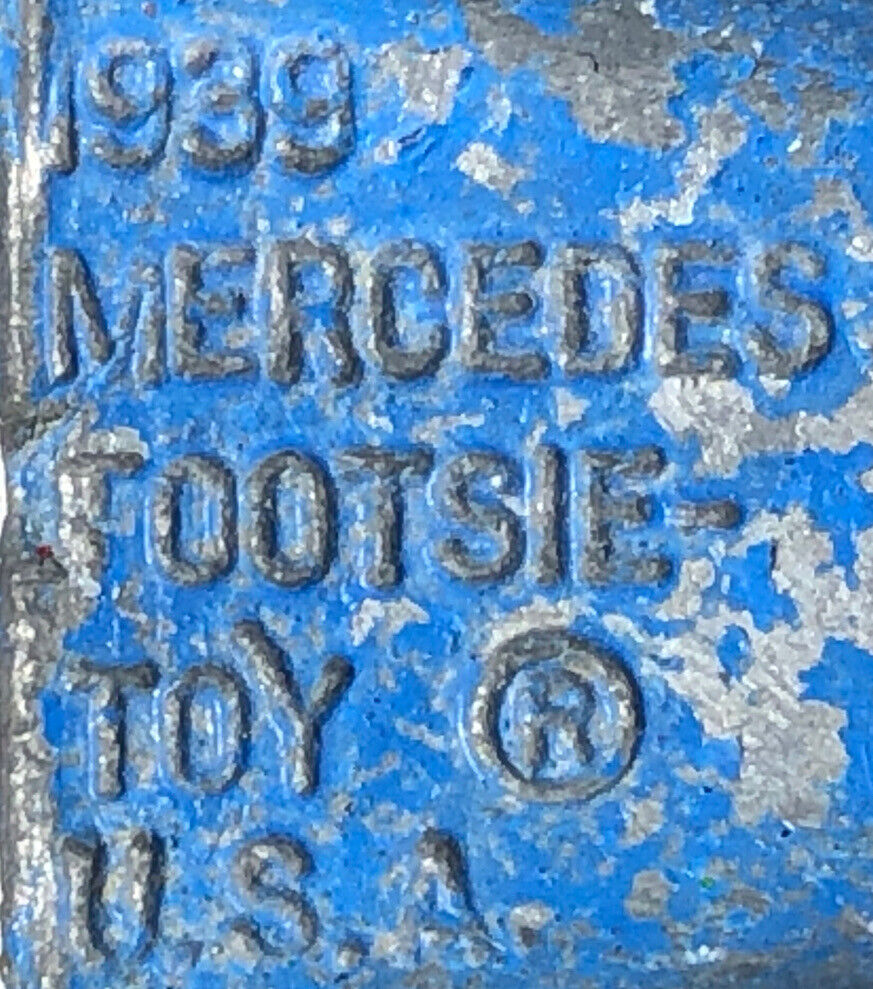 1939
MERCEDES
TOOTSIE-
TOY ®
U.S.A.